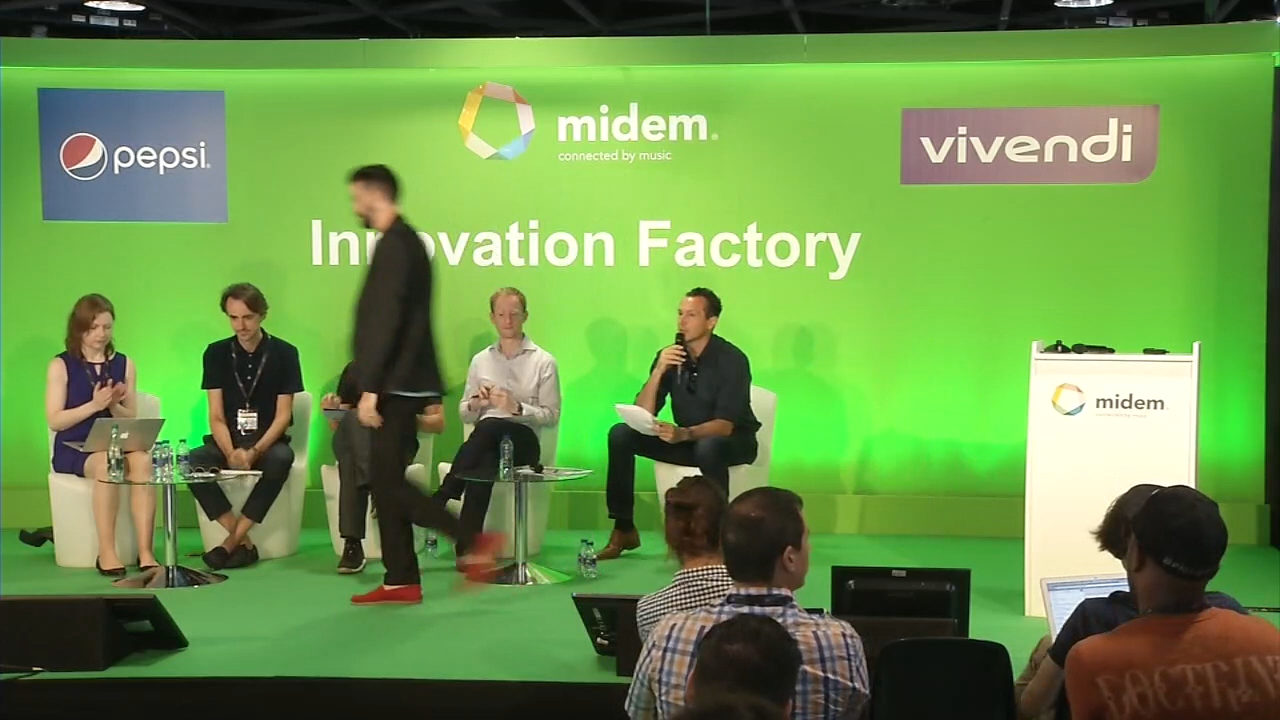 pepsi
midem
connected by music
vivendi
Innovation Factory
midem